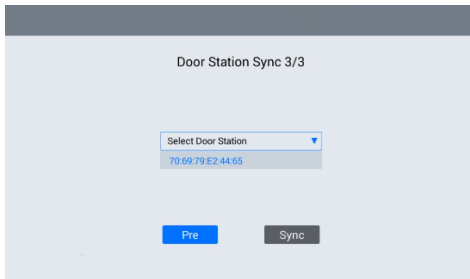 Door Station Sync 3/3
Select Door Station
70:69:79:E2:44:65
Pre
Sync